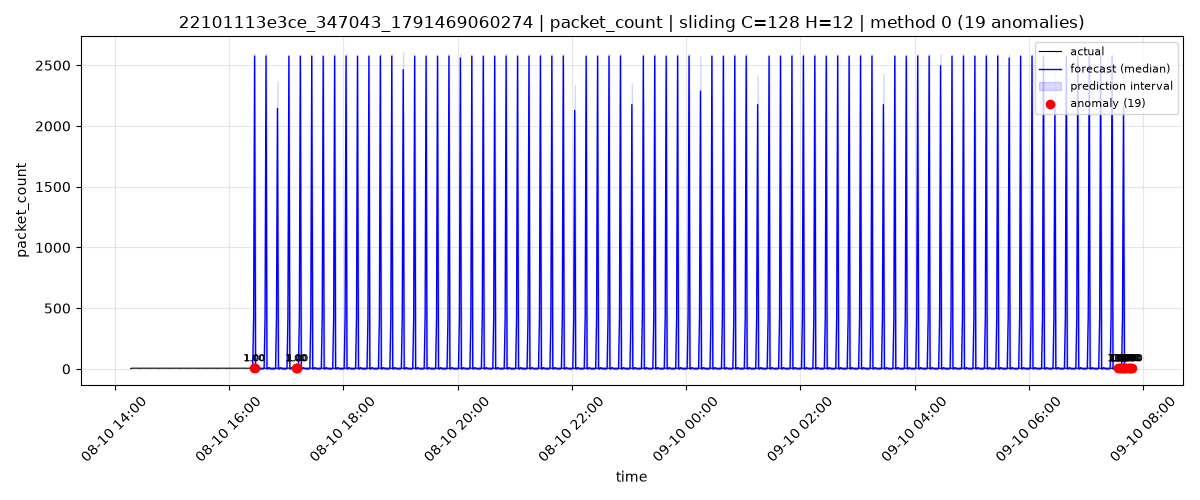 22101113e3ce_347043_1791469060274 | packet_count | sliding C=128 H=12 | method 0 (19 anomalies)
actual
forecast (median)
prediction interval
anomaly (19)
packet_count
2500
2000
1500
1000
500
0
1.00
08-10 14:00
08-10 16:00
08-10 18:00
08-10 20:00
08-10 22:00
09-10 00:00
09-10 02:00
09-10 04:00
09-10 06:00
09-10 08:00
time